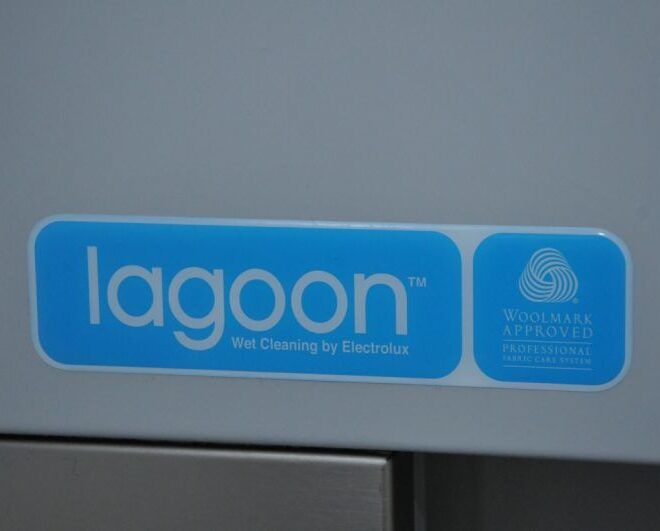 lagoon™
Wet Cleaning by Electrolux
WOOLMARK
APPROVED
PROFESSIONAL
FABRIC CARE SYSTEM